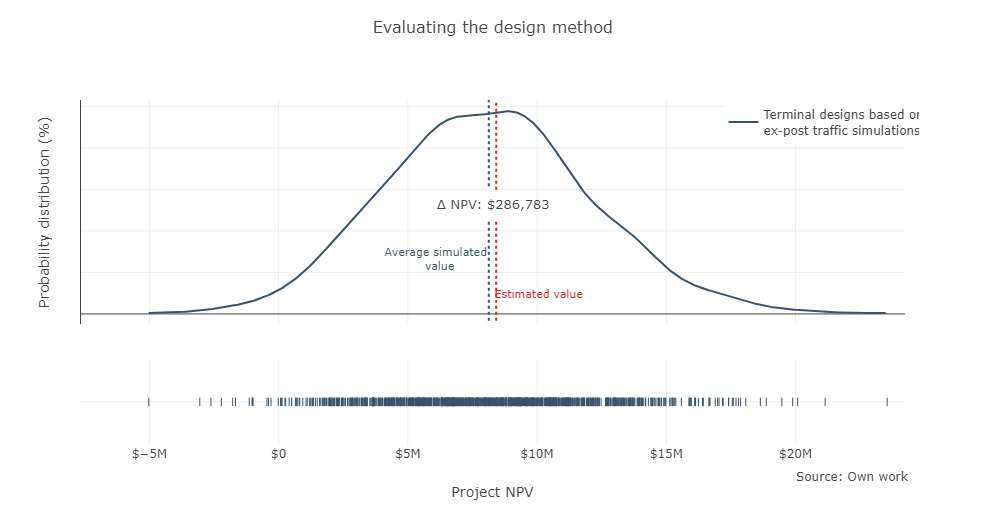 Evaluating the design method
Probability distribution (%)
Terminal designs based or
ex-post traffic simulations
Δ NPV: $286,783
Average simulated
value
Estimated value
$−5M
$0
$5M
$10M
$15M
$20M
Source: Own work
Project NPV